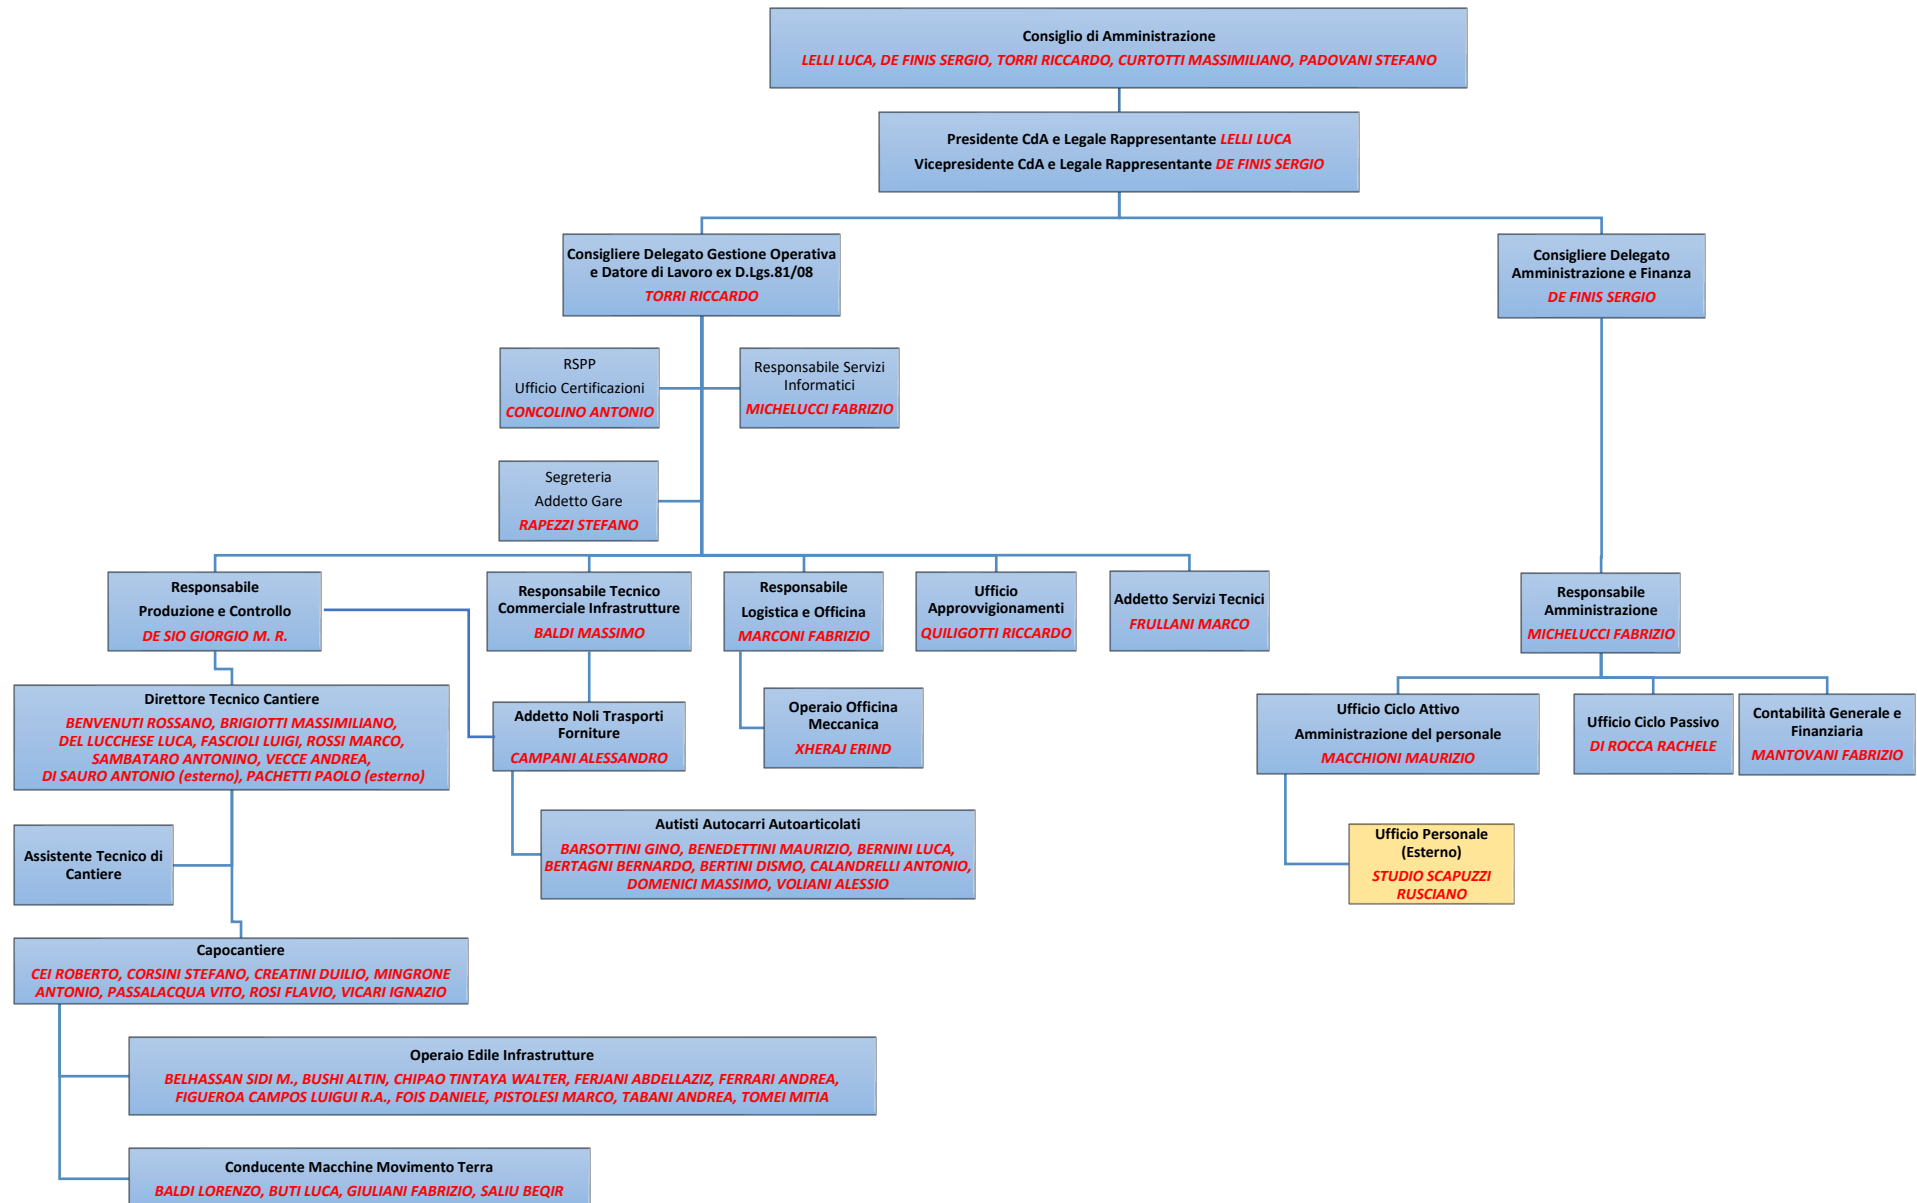 Consiglio di Amministrazione
LELLI LUCA, DE FINIS SERGIO, TORRI RICCARDO, CURTOTTI MASSIMILIANO, PADOVANI STEFANO
Presidente CdA e Legale Rappresentante LELLI LUCA
Vicepresidente CdA e Legale Rappresentante DE FINIS SERGIO
Consigliere Delegato Gestione Operativa
e Datore di Lavoro ex D.Lgs.81/08
TORRI RICCARDO
Consigliere Delegato
Amministrazione e Finanza
DE FINIS SERGIO
RSPP
Ufficio Certificazioni
CONCOLINO ANTONIO
Responsabile Servizi
Informatici
MICHELUCCI FABRIZIO
Segreteria
Addetto Gare
RAPEZZI STEFANO
Responsabile
Produzione e Controllo
DE SIO GIORGIO M. R.
Responsabile Tecnico
Commerciale Infrastrutture
BALDI MASSIMO
Responsabile
Logistica e Officina
MARCONI FABRIZIO
Ufficio
Approvvigionamenti
QUILIGOTTI RICCARDO
Addetto Servizi Tecnici
FRULLANI MARCO
Responsabile
Amministrazione
MICHELUCCI FABRIZIO
Direttore Tecnico Cantiere
BENVENUTI ROSSANO, BRIGIOTTI MASSIMILIANO,
DEL LUCCHESE LUCA, FASCIOLI LUIGI, ROSSI MARCO,
SAMBATARO ANTONINO, VECCE ANDREA,
DI SAURO ANTONIO (esterno), PACHETTI PAOLO (esterno)
Addetto Noli Trasporti
Forniture
CAMPANI ALESSANDRO
Operaio Officina
Meccanica
XHERAJ ERIND
Ufficio Ciclo Attivo
Amministrazione del personale
MACCHIONI MAURIZIO
Ufficio Ciclo Passivo
DI ROCCA RACHELE
Contabilità Generale e
Finanziaria
MANTOVANI FABRIZIO
Assistente Tecnico di
Cantiere
Autisti Autocarri Autoarticolati
BARSOTTINI GINO, BENEDETTINI MAURIZIO, BERNINI LUCA,
BERTAGNI BERNARDO, BERTINI DISMO, CALANDRELLI ANTONIO,
DOMENICI MASSIMO, VOLIANI ALESSIO
Ufficio Personale
(Esterno)
STUDIO SCAPUZZI
RUSCIANO
Capocantiere
CEI ROBERTO, CORSINI STEFANO, CREATINI DUILIO, MINGRONE
ANTONIO, PASSALACQUA VITO, ROSI FLAVIO, VICARI IGNAZIO
Operaio Edile Infrastrutture
BELHASSAN SIDI M., BUSHI ALTIN, CHIPAO TINTAYA WALTER, FERJANI ABDELLAZIZ, FERRARI ANDREA,
FIGUEROA CAMPOS LUIGUI R.A., FOIS DANIELE, PISTOLESI MARCO, TABANI ANDREA, TOMEI MITIA
Conducente Macchine Movimento Terra
BALDI LORENZO, BUTI LUCA, GIULIANI FABRIZIO, SALIU BEQIR